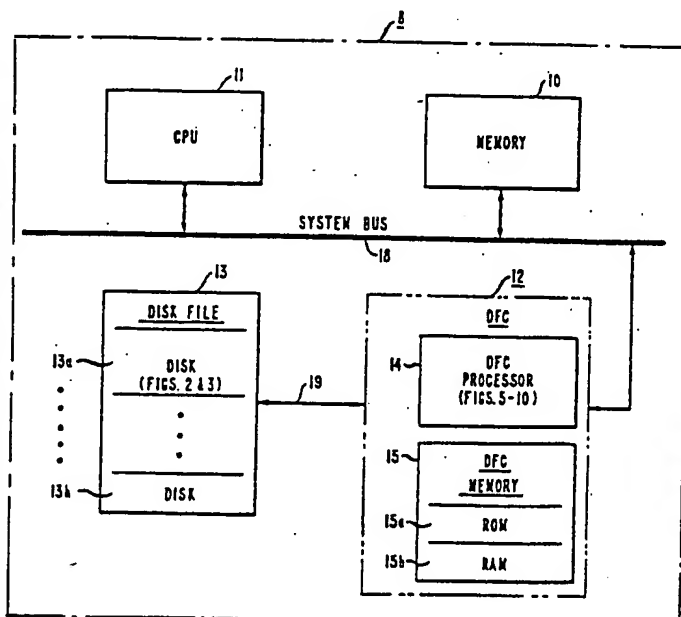 8
11
10
CPU
MEMORY
SYSTEM BUS
18
13
12
DISK FILE
DFC
13a
DISK
(FIGS. 2 & 3)
14
DFC
PROCESSOR
(FIGS. 5-10)
19
15
DFC
MEMORY
13h
DISK
15a
ROM
15b
RAM